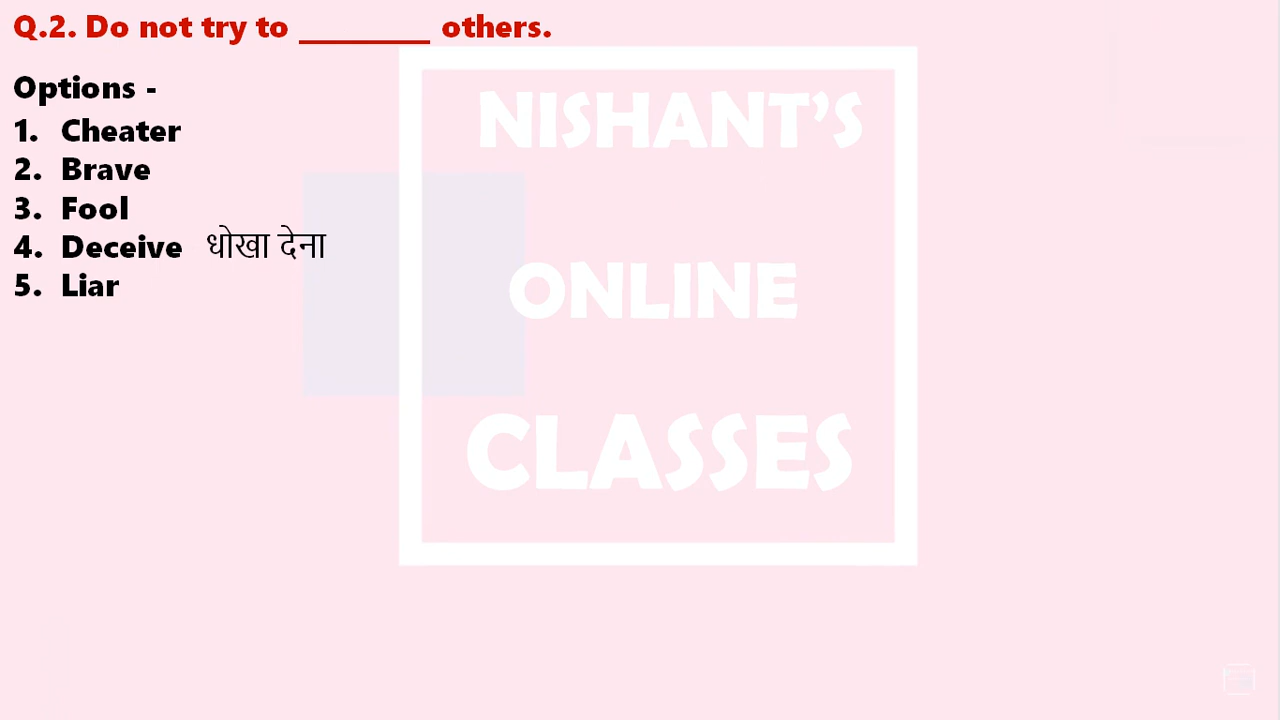 Q.2. Do not try to _________ others.
Options -
1. Cheater
2. Brave
3. Fool
4. Deceive धोखा देना
5. Liar
NISHANT’S
ONLINE
CLASSES